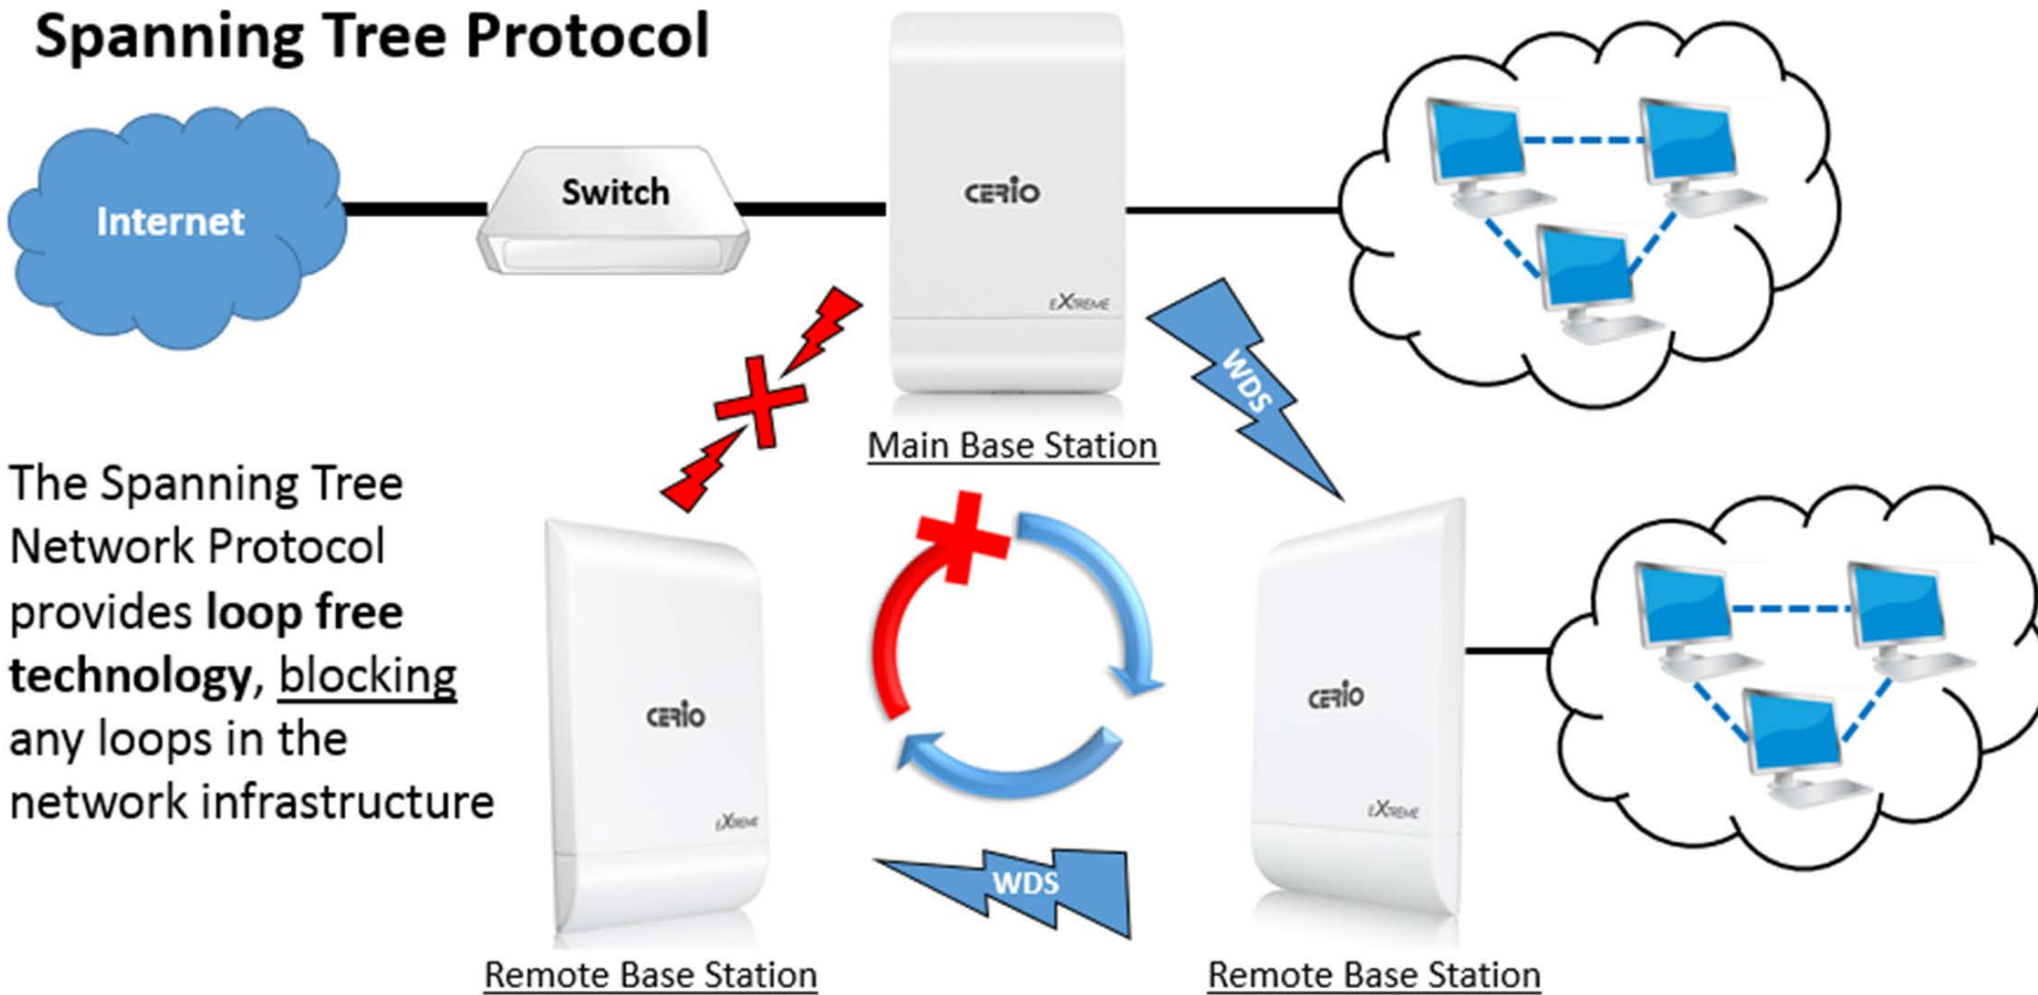 Spanning Tree Protocol
Internet
Switch
CERIO
EXTREME
WDS
Main Base Station
The Spanning Tree
Network Protocol
provides loop free
technology, blocking
any loops in the
network infrastructure
CERIO
EXTREME
CERIO
EXTREME
WDS
Remote Base Station
Remote Base Station